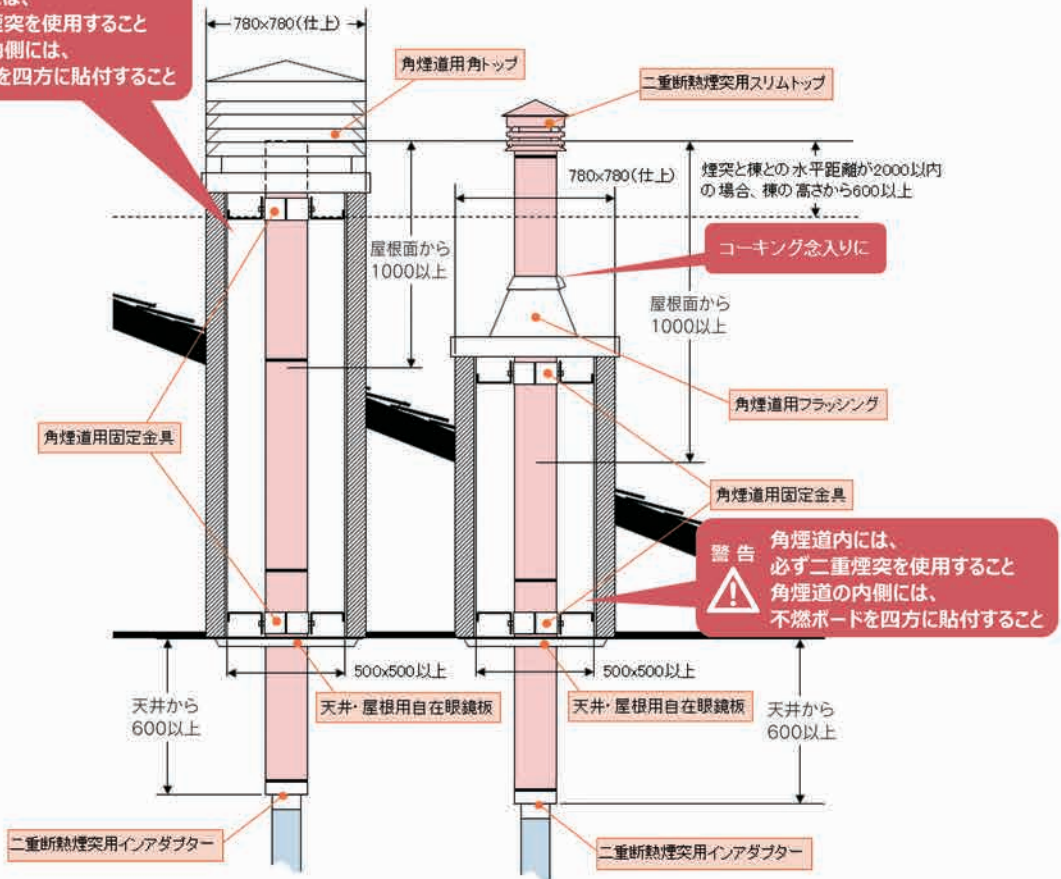 は、
突を使用すること
側には、
を四方に貼付すること
780×780(仕上)
角煙道用角トップ
二重断熱煙突用スリムトップ
780×780(仕上)
煙突と棟との水平距離が2000以内
の場合、棟の高さから600以上
屋根面から
1000以上
コーキング念入りに
屋根面から
1000以上
角煙道用フラッシング
角煙道用固定金具
角煙道用固定金具
警告
角煙道内には、
必ず二重煙突を使用すること
角煙道の内側には、
不燃ボードを四方に貼付すること
500×500以上
500×500以上
天井・屋根用自在眼鏡板
天井・屋根用自在眼鏡板
天井から
600以上
天井から
600以上
二重断熱煙突用インアダプター
二重断熱煙突用インアダプター